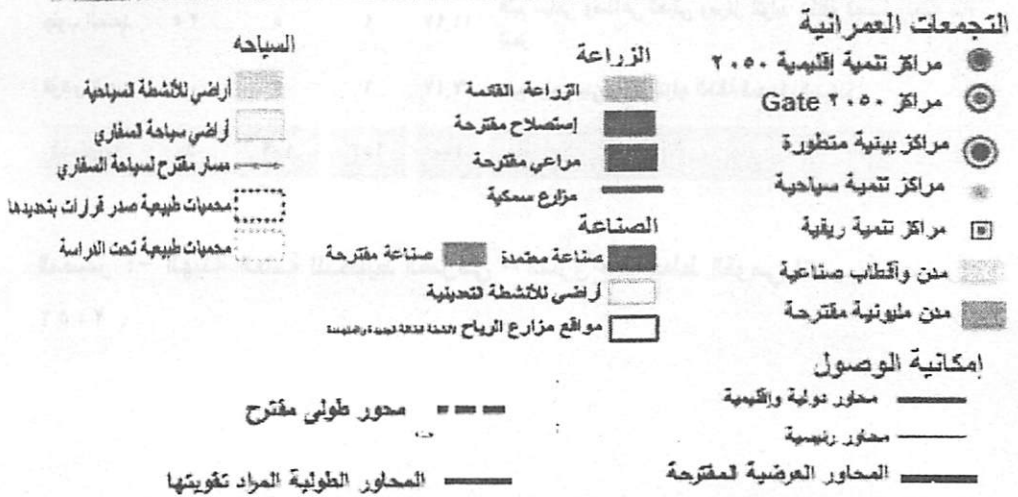 التجمعات العمرانية
مراكز تنمية إقليمية ٢٠٥٠
مراكز Gate ٢٠٥٠
مراكز بينية متطورة
مراكز تنمية سياحية
مراكز تنمية ريفية
مدن وأقطاب صناعية
مدن مليونية مقترحة
إمكانية الوصول
محاور دولية وإقليمية
محاور رئيسية
المحاور العرضية المقترحة
الزراعة
الزراعة القائمة
إستصلاح مقترحة
مراعي مقترحة
مزارع سمكية
الصناعة
صناعة معتمدة
صناعة مقترحة
أراضي للأنشطة التعدينية
مواقع مزارع الرياح
السياحه
أراضي للأنشطة السياحية
أراضي سياحة السفاري
مسار مقترح لسياحة السفاري
محميات طبيعية صدر قرارات بتحديدها
محميات طبيعية تحت الدراسة
محور طولي مقترح
المحاور الطولية المراد تقويتها